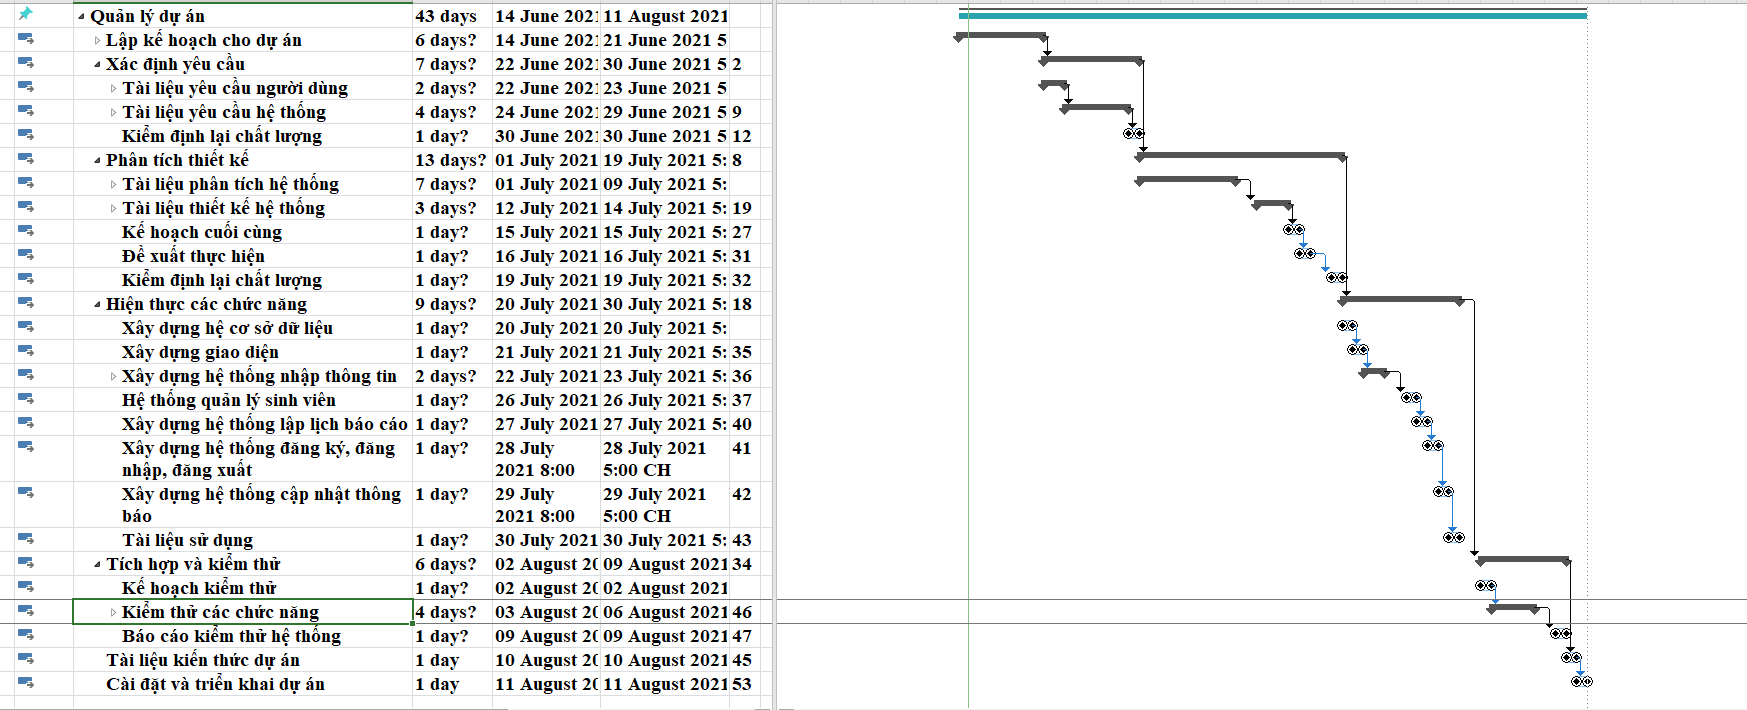 Quản lý dự án 43 days 14 June 2021 11 August 2021
Lập kế hoạch cho dự án 6 days? 14 June 2021 21 June 2021 5
Xác định yêu cầu 7 days? 22 June 2021 30 June 2021 5 2
Tài liệu yêu cầu người dùng 2 days? 22 June 2021 23 June 2021 5
Tài liệu yêu cầu hệ thống 4 days? 24 June 2021 29 June 2021 5 9
Kiểm định lại chất lượng 1 day? 30 June 2021 30 June 2021 5 12
Phân tích thiết kế 13 days? 01 July 2021 19 July 2021 5: 8
Tài liệu phân tích hệ thống 7 days? 01 July 2021 09 July 2021 5:
Tài liệu thiết kế hệ thống 3 days? 12 July 2021 14 July 2021 5: 19
Kế hoạch cuối cùng 1 day? 15 July 2021 15 July 2021 5: 27
Đề xuất thực hiện 1 day? 16 July 2021 16 July 2021 5: 31
Kiểm định lại chất lượng 1 day? 19 July 2021 19 July 2021 5: 32
Hiện thực các chức năng 9 days? 20 July 2021 30 July 2021 5: 18
Xây dựng hệ cơ sở dữ liệu 1 day? 20 July 2021 20 July 2021 5:
Xây dựng giao diện 1 day? 21 July 2021 21 July 2021 5: 35
Xây dựng hệ thống nhập thông tin 2 days? 22 July 2021 23 July 2021 5: 36
Hệ thống quản lý sinh viên 1 day? 26 July 2021 26 July 2021 5: 37
Xây dựng hệ thống lập lịch báo cáo 1 day? 27 July 2021 27 July 2021 5: 40
Xây dựng hệ thống đăng ký, đăng 1 day? 28 July 28 July 2021 41
nhập, đăng xuất 2021 8:00 5:00 CH
Xây dựng hệ thống cập nhật thông 1 day? 29 July 29 July 2021 42
báo 2021 8:00 5:00 CH
Tài liệu sử dụng 1 day? 30 July 2021 30 July 2021 5: 43
Tích hợp và kiểm thử 6 days? 02 August 20 09 August 2021 34
Kế hoạch kiểm thử 1 day? 02 August 20 02 August 2021
Kiểm thử các chức năng 4 days? 03 August 20 06 August 2021 46
Báo cáo kiểm thử hệ thống 1 day? 09 August 20 09 August 2021 47
Tài liệu kiến thức dự án 1 day 10 August 20 10 August 2021 45
Cài đặt và triển khai dự án 1 day 11 August 20 11 August 2021 53